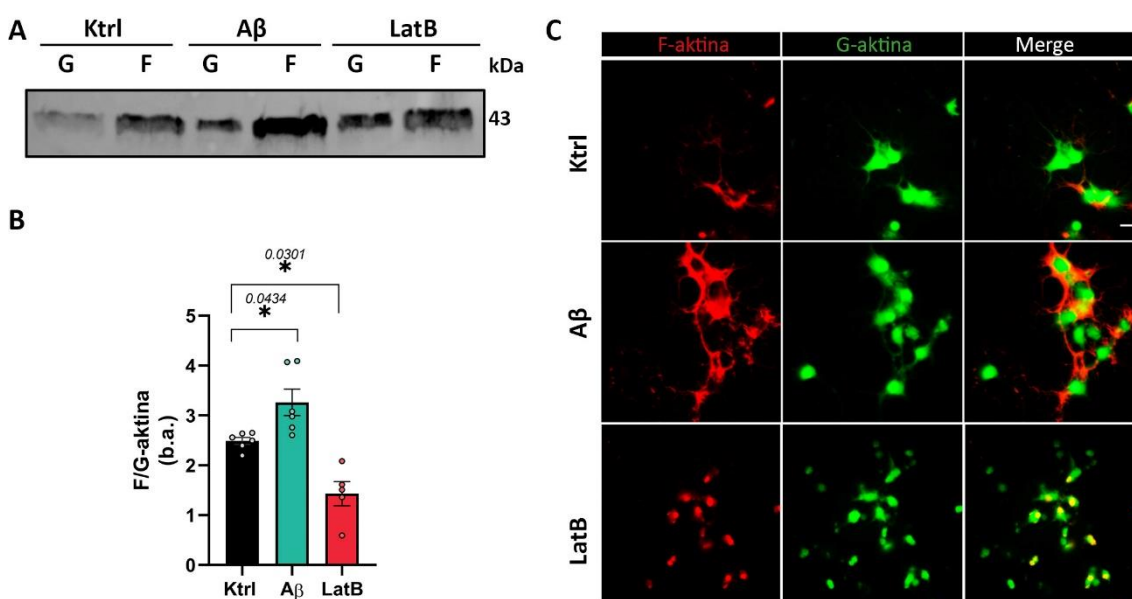 A
Ktrl Aβ LatB
G F G F G F kDa
43
B
0.0301
*
0.0434
*
5
4
3
2
1
0
F/G-aktina
(b.a.)
Ktrl Aβ LatB
C
F-aktina G-aktina Merge
Ktrl
Aβ
LatB